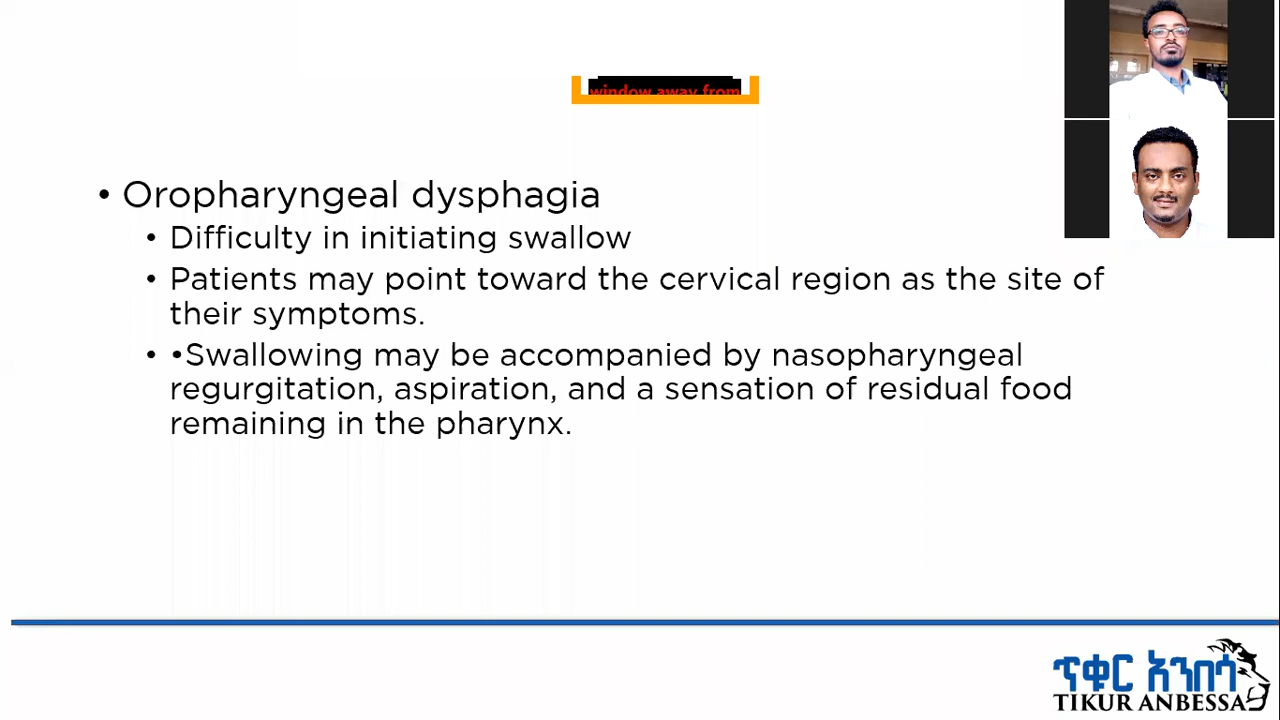 window away from
• Oropharyngeal dysphagia
• Difficulty in initiating swallow
• Patients may point toward the cervical region as the site of
their symptoms.
• •Swallowing may be accompanied by nasopharyngeal
regurgitation, aspiration, and a sensation of residual food
remaining in the pharynx.
ጥቁር አንበሳ
TIKUR ANBESSA